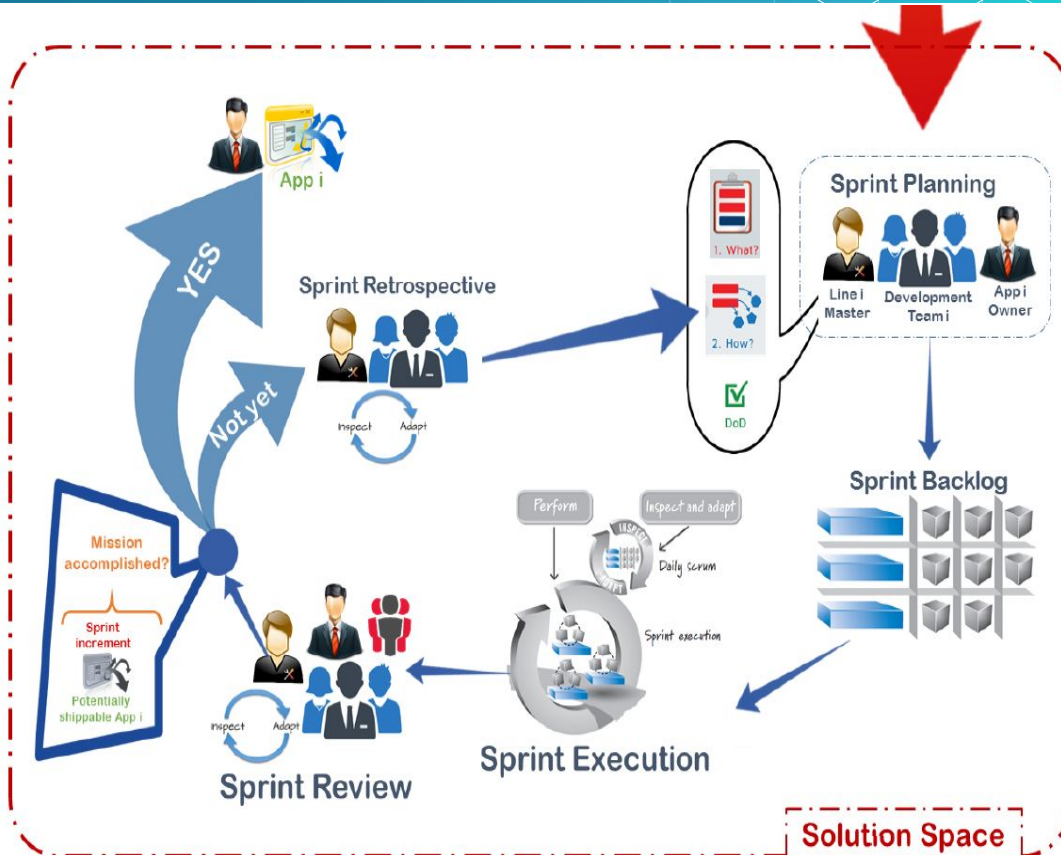 App i
YES
Sprint Retrospective
Not yet
Inspect
Adapt
1. What?
2. How?
DoD
Sprint Planning
Line i
Master
Development
Team i
App i
Owner
Sprint Backlog
Perform
Inspect and adapt
INSPECT
ADAPT
Daily scrum
Sprint execution
Sprint Execution
Mission
accomplished?
Sprint
increment
Potentially
shippable App i
Inspect
Adapt
Sprint Review
Solution Space